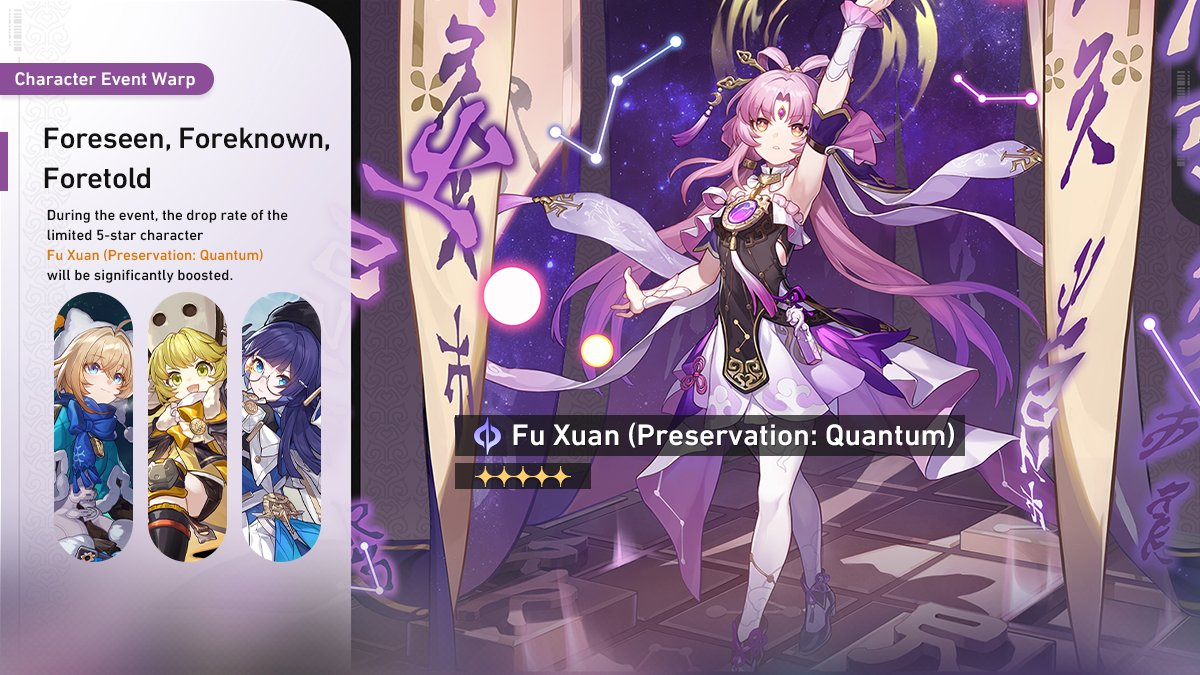 Character Event Warp
Foreseen, Foreknown,
Foretold
During the event, the drop rate of the
limited 5-star character
Fu Xuan (Preservation: Quantum)
will be significantly boosted.
Fu Xuan (Preservation: Quantum)